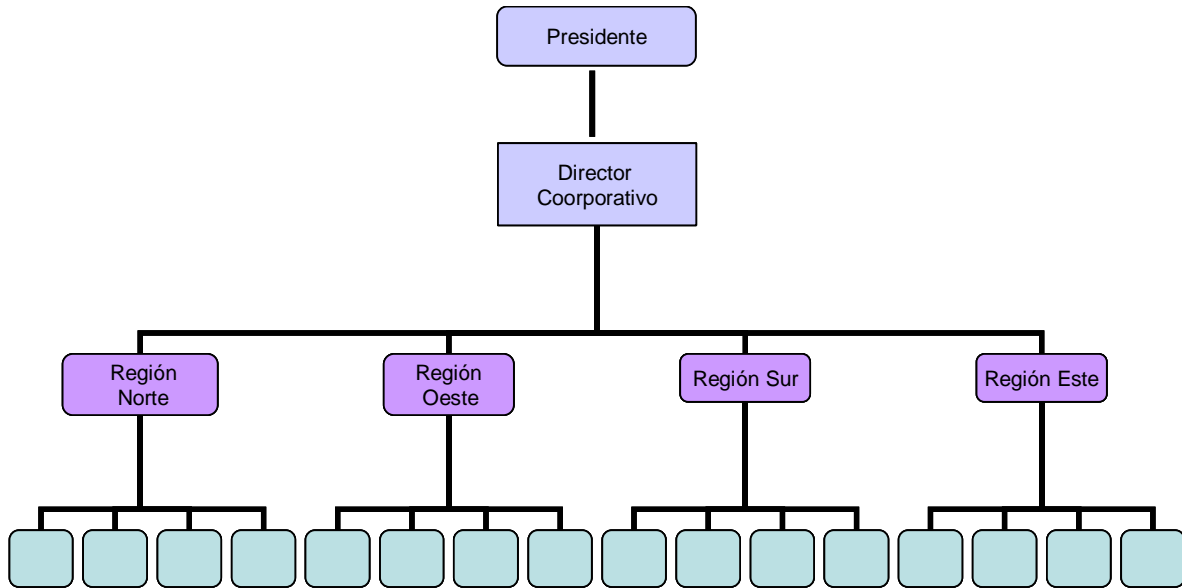 Presidente
Director
Coorporativo
Región
Norte
Región
Oeste
Región Sur
Región Este